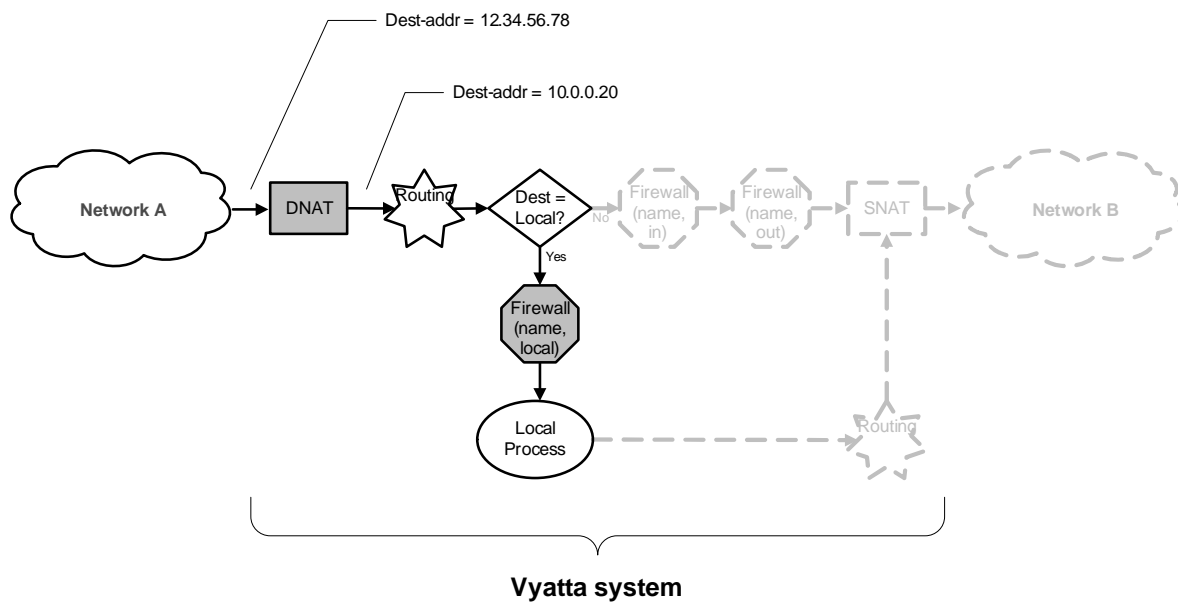 Dest-addr = 12.34.56.78
Dest-addr = 10.0.0.20
Network A
DNAT
Routing
Dest =
Local?
No
Firewall
(name,
in)
Firewall
(name,
out)
SNAT
Network B
Yes
Firewall
(name,
local)
Local
Process
Routing
Vyatta system